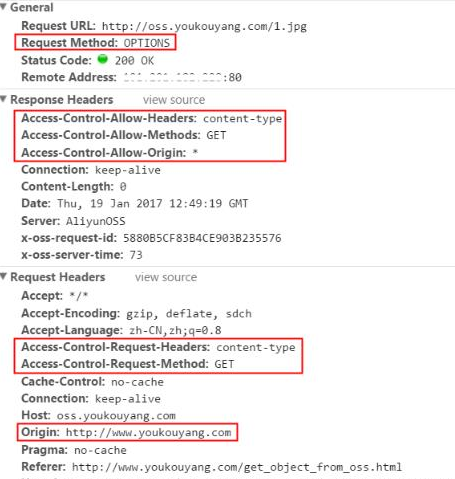 General
Request URL: http://oss.youkouyang.com/1.jpg
Request Method: OPTIONS
Status Code: 200 OK
Remote Address: :80
Response Headers view source
Access-Control-Allow-Headers: content-type
Access-Control-Allow-Methods: GET
Access-Control-Allow-Origin: *
Connection: keep-alive
Content-Length: 0
Date: Thu, 19 Jan 2017 12:49:19 GMT
Server: AliyunOSS
x-oss-request-id: 5880B5CF83B4CE903B235576
x-oss-server-time: 73
Request Headers view source
Accept: */*
Accept-Encoding: gzip, deflate, sdch
Accept-Language: zh-CN,zh;q=0.8
Access-Control-Request-Headers: content-type
Access-Control-Request-Method: GET
Cache-Control: no-cache
Connection: keep-alive
Host: oss.youkouyang.com
Origin: http://www.youkouyang.com
Pragma: no-cache
Referer: http://www.youkouyang.com/get_object_from_oss.html